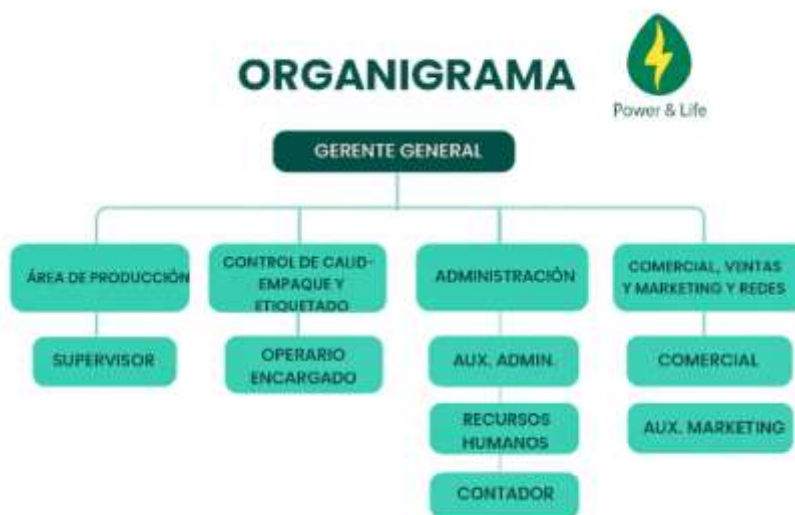 ORGANIGRAMA
Power & Life
GERENTE GENERAL
ÁREA DE PRODUCCIÓN
CONTROL DE CALID-
EMPAQUE Y
ETIQUETADO
ADMINISTRACIÓN
COMERCIAL, VENTAS
Y MARKETING Y REDES
SUPERVISOR
OPERARIO
ENCARGADO
AUX. ADMIN.
COMERCIAL
RECURSOS
HUMANOS
AUX. MARKETING
CONTADOR